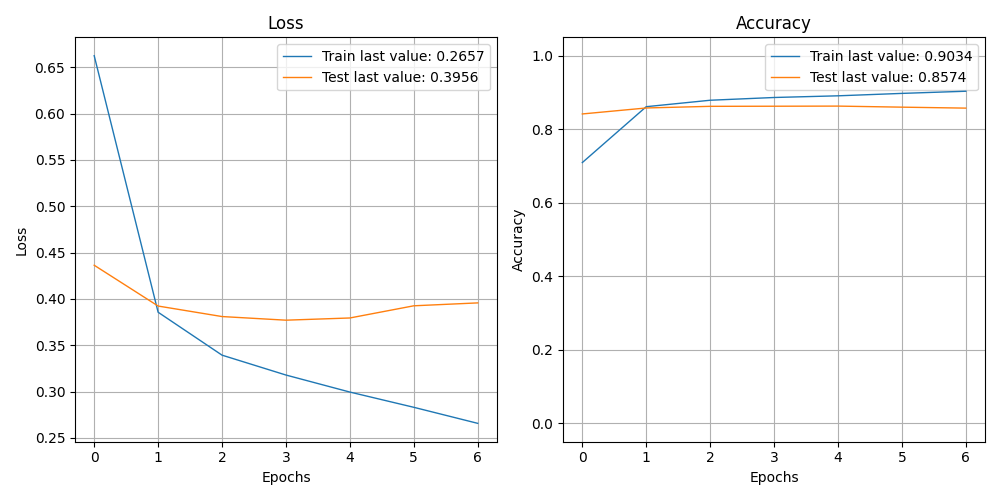 Loss
Train last value: 0.2657
Test last value: 0.3956
0.65
0.60
0.55
0.50
0.45
0.40
0.35
0.30
0.25
Loss
0 1 2 3 4 5 6
Epochs
Accuracy
Train last value: 0.9034
Test last value: 0.8574
1.0
0.8
0.6
0.4
0.2
0.0
Accuracy
0 1 2 3 4 5 6
Epochs